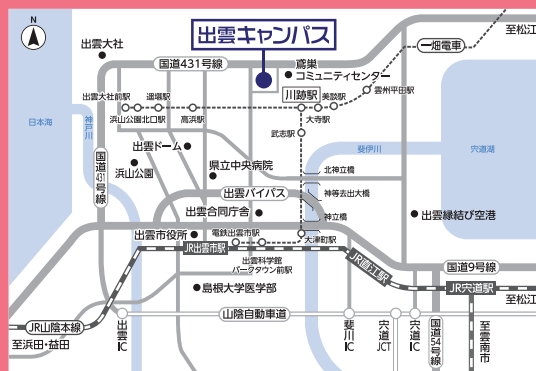 N
出雲キャンパス
至松江
一畑電車
出雲大社
国道431号線
鳶巣
コミュニティセンター
雲州平田駅
出雲大社前駅
遥堪駅
川跡駅
美談駅
浜山公園北口駅
高浜駅
大寺駅
日本海
神戸川
武志駅
出雲ドーム
斐伊川
宍道湖
国道431号線
浜山公園
県立中央病院
北神立橋
出雲バイパス
神等去出大橋
出雲合同庁舎
神立橋
出雲縁結び空港
出雲市役所
電鉄出雲市駅
大津町駅
JR出雲市駅
出雲科学館
パークタウン前駅
JR直江駅
国道9号線
島根大学医学部
JR宍道駅
至松江
JR山陰本線
山陰自動車道
至浜田・益田
出雲IC
斐川IC
宍道JCT
宍道IC
国道54号線
至雲南市